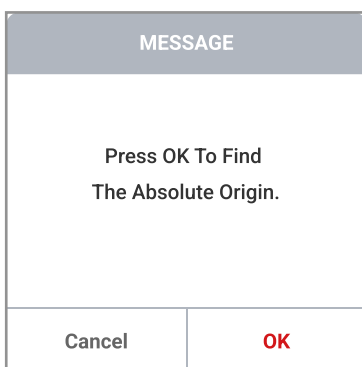 MESSAGE
Press OK To Find
The Absolute Origin.
Cancel
OK